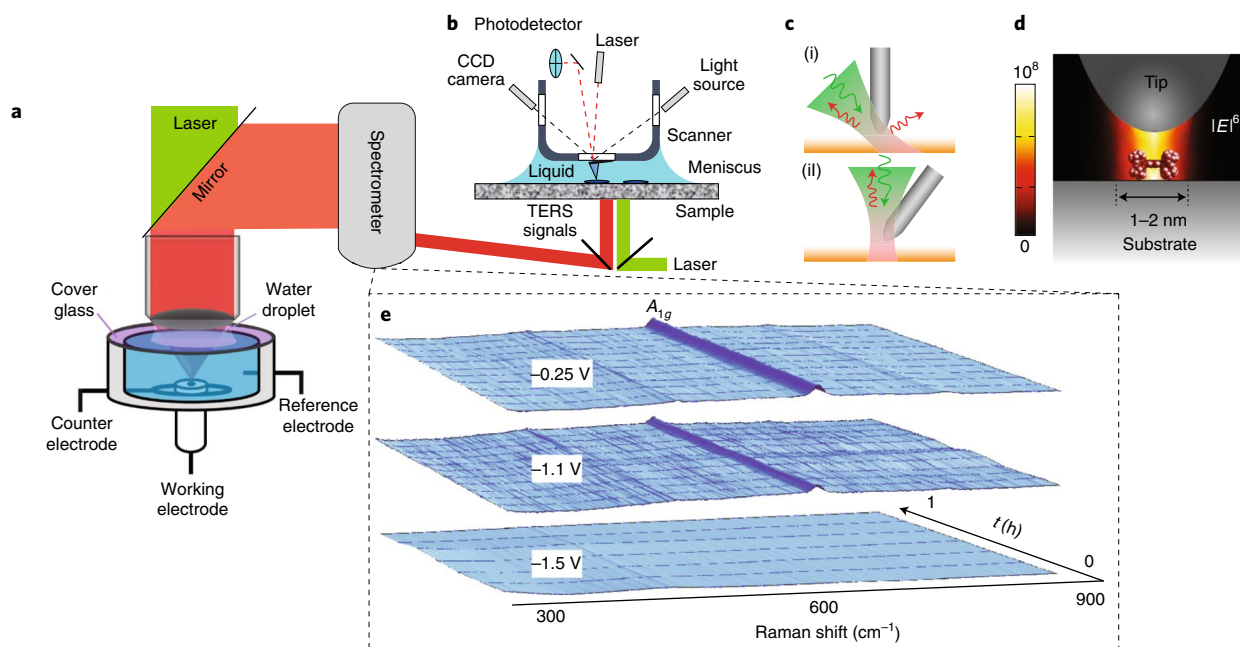 a
Laser
Mirror
Spectrometer
Cover
glass
Water
droplet
Counter
electrode
Reference
electrode
Working
electrode
b
Photodetector
CCD
camera
Laser
Light
source
Scanner
Liquid
Meniscus
TERS
signals
Sample
Laser
c
(i)
(iI)
d
10⁸
0
Tip
|E|⁶
1–2 nm
Substrate
e
A1g
–0.25 V
–1.1 V
–1.5 V
1
t (h)
0
300
600
900
Raman shift (cm⁻¹)